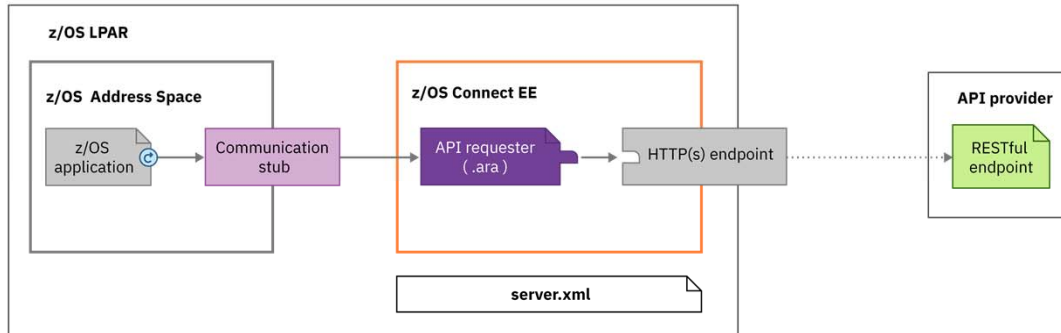 z/OS LPAR
z/OS Address Space
z/OS Connect EE
API provider
z/OS
application
Communication
stub
API requester
( .ara )
HTTP(s) endpoint
RESTful
endpoint
server.xml